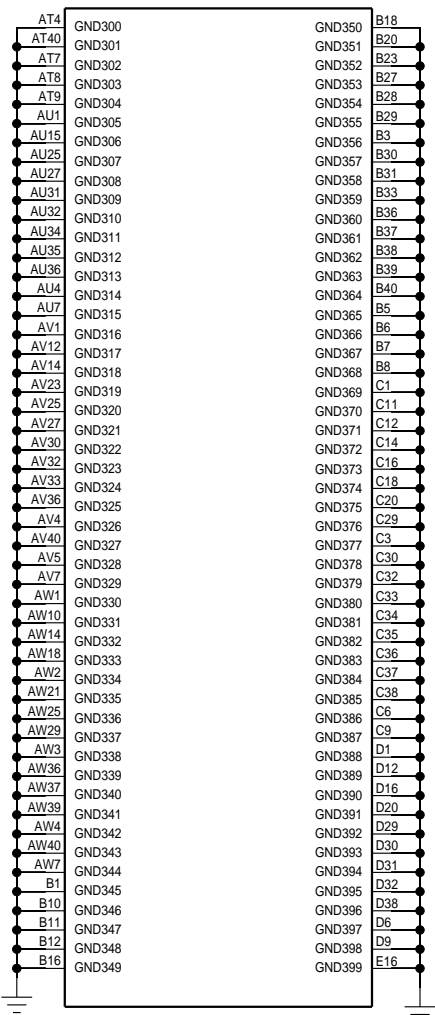 AT4 GND300 GND350 B18
AT40 GND301 GND351 B20
AT7 GND302 GND352 B23
AT8 GND303 GND353 B27
AT9 GND304 GND354 B28
AU1 GND305 GND355 B29
AU15 GND306 GND356 B3
AU25 GND307 GND357 B30
AU27 GND308 GND358 B31
AU31 GND309 GND359 B33
AU32 GND310 GND360 B36
AU34 GND311 GND361 B37
AU35 GND312 GND362 B38
AU36 GND313 GND363 B39
AU4 GND314 GND364 B40
AU7 GND315 GND365 B5
AV1 GND316 GND366 B6
AV12 GND317 GND367 B7
AV14 GND318 GND368 B8
AV23 GND319 GND369 C1
AV25 GND320 GND370 C11
AV27 GND321 GND371 C12
AV30 GND322 GND372 C14
AV32 GND323 GND373 C16
AV33 GND324 GND374 C18
AV36 GND325 GND375 C20
AV4 GND326 GND376 C29
AV40 GND327 GND377 C3
AV5 GND328 GND378 C30
AV7 GND329 GND379 C32
AW1 GND330 GND380 C33
AW10 GND331 GND381 C34
AW14 GND332 GND382 C35
AW18 GND333 GND383 C36
AW2 GND334 GND384 C37
AW21 GND335 GND385 C38
AW25 GND336 GND386 C6
AW29 GND337 GND387 C9
AW3 GND338 GND388 D1
AW36 GND339 GND389 D12
AW37 GND340 GND390 D16
AW39 GND341 GND391 D20
AW4 GND342 GND392 D29
AW40 GND343 GND393 D30
AW7 GND344 GND394 D31
B1 GND345 GND395 D32
B10 GND346 GND396 D38
B11 GND347 GND397 D6
B12 GND348 GND398 D9
B16 GND349 GND399 E16